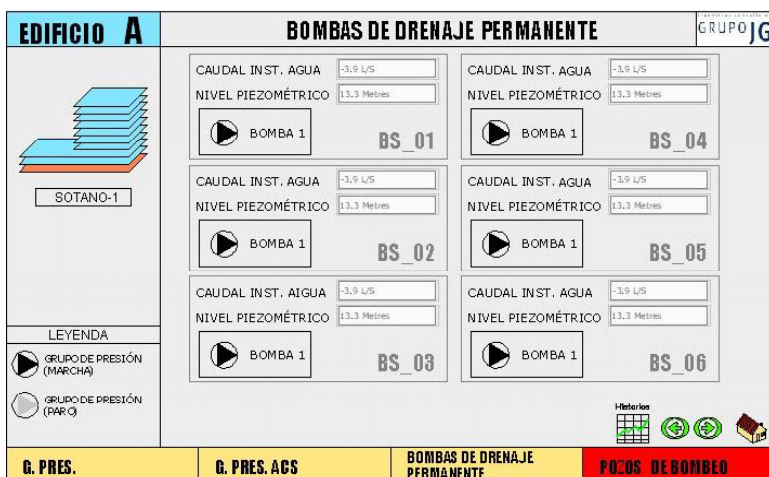 EDIFICIO A
BOMBAS DE DRENAJE PERMANENTE
GRUPO JG
CAUDAL INST. AGUA -3.9 L/S
NIVEL PIEZOMÉTRICO 13.3 Metres
BOMBA 1
BS_01
CAUDAL INST. AGUA -3.9 L/S
NIVEL PIEZOMÉTRICO 13.3 Metres
BOMBA 1
BS_04
SOTANO-1
CAUDAL INST. AGUA -3.9 L/S
NIVEL PIEZOMÉTRICO 13.3 Metres
BOMBA 1
BS_02
CAUDAL INST. AGUA -3.9 L/S
NIVEL PIEZOMÉTRICO 13.3 Metres
BOMBA 1
BS_05
CAUDAL INST. AIGUA -3.9 L/S
NIVEL PIEZOMÉTRICO 13.3 Metres
BOMBA 1
BS_03
CAUDAL INST. AGUA -3.9 L/S
NIVEL PIEZOMÉTRICO 13.3 Metres
BOMBA 1
BS_06
LEYENDA
GRUPO DE PRESIÓN
(MARCHA)
GRUPO DE PRESIÓN
(PARO)
Historios
G. PRES.
G. PRES. ACS
BOMBAS DE DRENAJE
PERMANENTE
POZOS DE BOMBEO